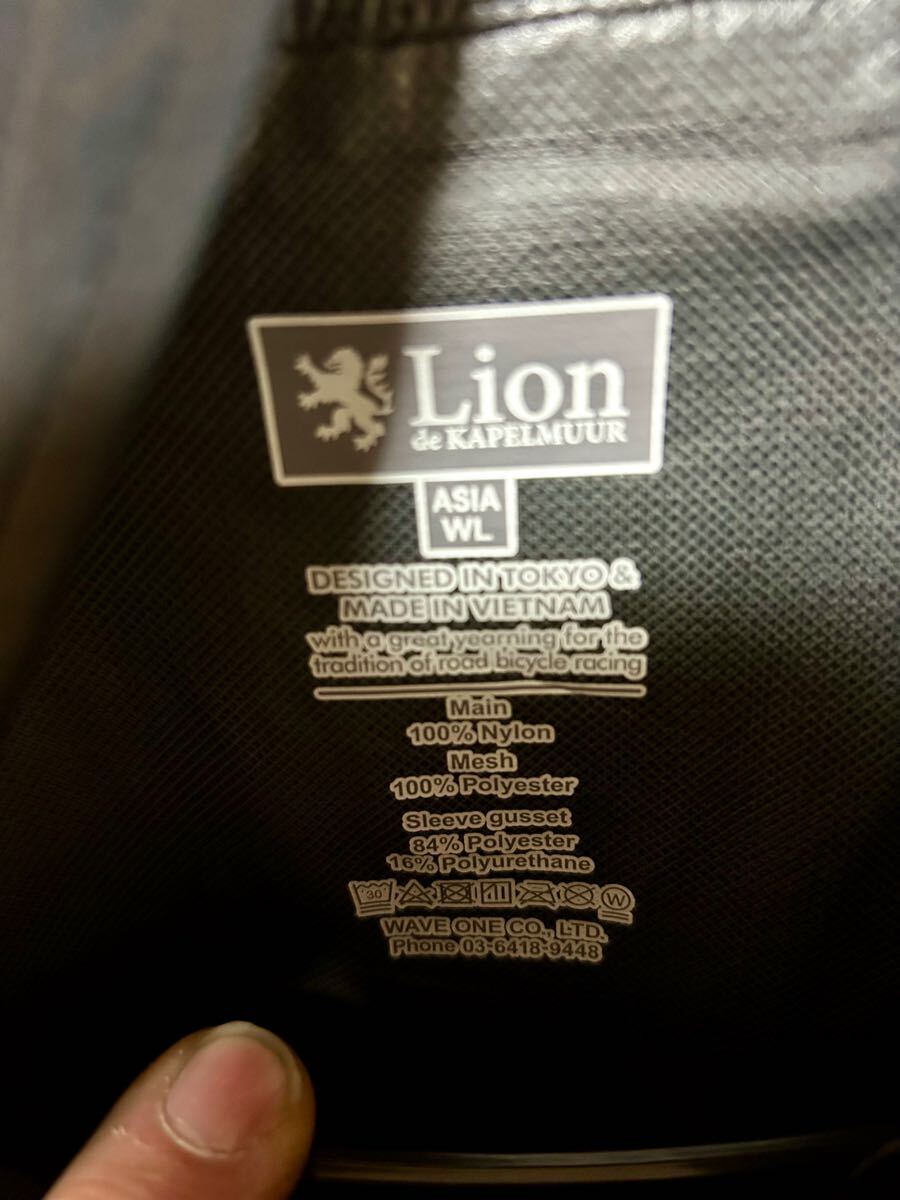 Lion
de KAPELMUUR
ASIA
WL
DESIGNED IN TOKYO &
MADE IN VIETNAM
with a great yearning for the
tradition of road bicycle racing
Main
100% Nylon
Mesh
100% Polyester
Sleeve gusset
84% Polyester
16% Polyurethane
30 W
WAVE ONE CO., LTD.
Phone 03-6418-9448